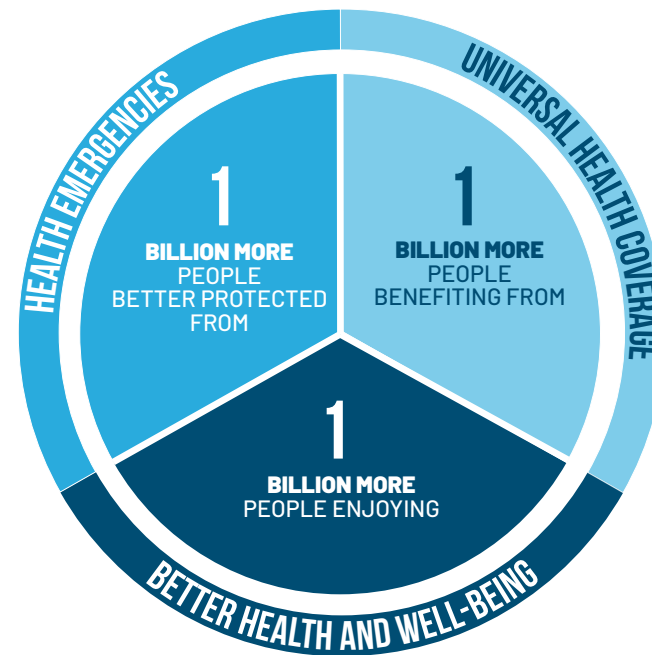 1
BILLION MORE
PEOPLE
BETTER PROTECTED
FROM
HEALTH EMERGENCIES
1
BILLION MORE
PEOPLE
BENEFITING FROM
UNIVERSAL HEALTH COVERAGE
1
BILLION MORE
PEOPLE ENJOYING
BETTER HEALTH AND WELL-BEING